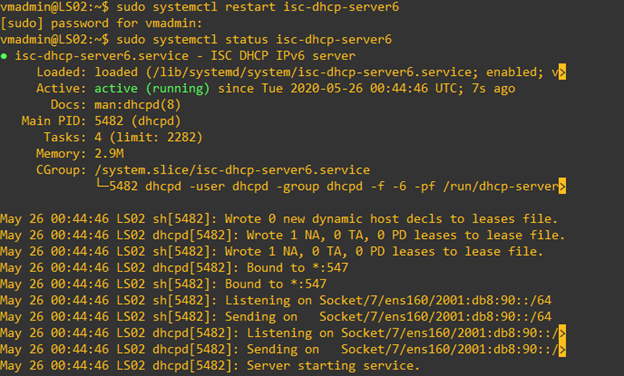 vmadmin@LS02:~$ sudo systemctl restart isc-dhcp-server6
[sudo] password for vmadmin:
vmadmin@LS02:~$ sudo systemctl status isc-dhcp-server6
● isc-dhcp-server6.service - ISC DHCP IPv6 server
     Loaded: loaded (/lib/systemd/system/isc-dhcp-server6.service; enabled; v>
     Active: active (running) since Tue 2020-05-26 00:44:46 UTC; 7s ago
       Docs: man:dhcpd(8)
   Main PID: 5482 (dhcpd)
      Tasks: 4 (limit: 2282)
     Memory: 2.9M
     CGroup: /system.slice/isc-dhcp-server6.service
             └─5482 dhcpd -user dhcpd -group dhcpd -f -6 -pf /run/dhcp-server>
May 26 00:44:46 LS02 sh[5482]: Wrote 0 new dynamic host decls to leases file.
May 26 00:44:46 LS02 dhcpd[5482]: Wrote 1 NA, 0 TA, 0 PD leases to lease file.
May 26 00:44:46 LS02 sh[5482]: Wrote 1 NA, 0 TA, 0 PD leases to lease file.
May 26 00:44:46 LS02 dhcpd[5482]: Bound to *:547
May 26 00:44:46 LS02 sh[5482]: Bound to *:547
May 26 00:44:46 LS02 sh[5482]: Listening on Socket/7/ens160/2001:db8:90::/64
May 26 00:44:46 LS02 sh[5482]: Sending on   Socket/7/ens160/2001:db8:90::/64
May 26 00:44:46 LS02 dhcpd[5482]: Listening on Socket/7/ens160/2001:db8:90::/>
May 26 00:44:46 LS02 dhcpd[5482]: Sending on   Socket/7/ens160/2001:db8:90::/>
May 26 00:44:46 LS02 dhcpd[5482]: Server starting service.